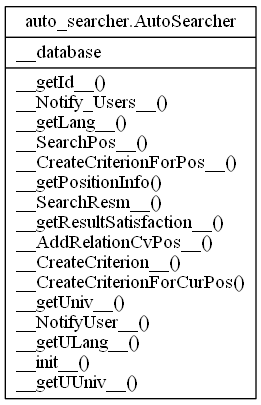 auto_searcher.AutoSearcher
__database
__getId__()
__Notify_Users__()
__getLang__()
__SearchPos__()
__CreateCriterionForPos__()
__getPositionInfo()
__SearchResm__()
__getResultSatisfaction__()
__AddRelationCvPos__()
__CreateCriterion__()
__CreateCriterionForCurPos()
__getUniv__()
__NotifyUser__()
__getULang__()
__init__()
__getUUniv__()